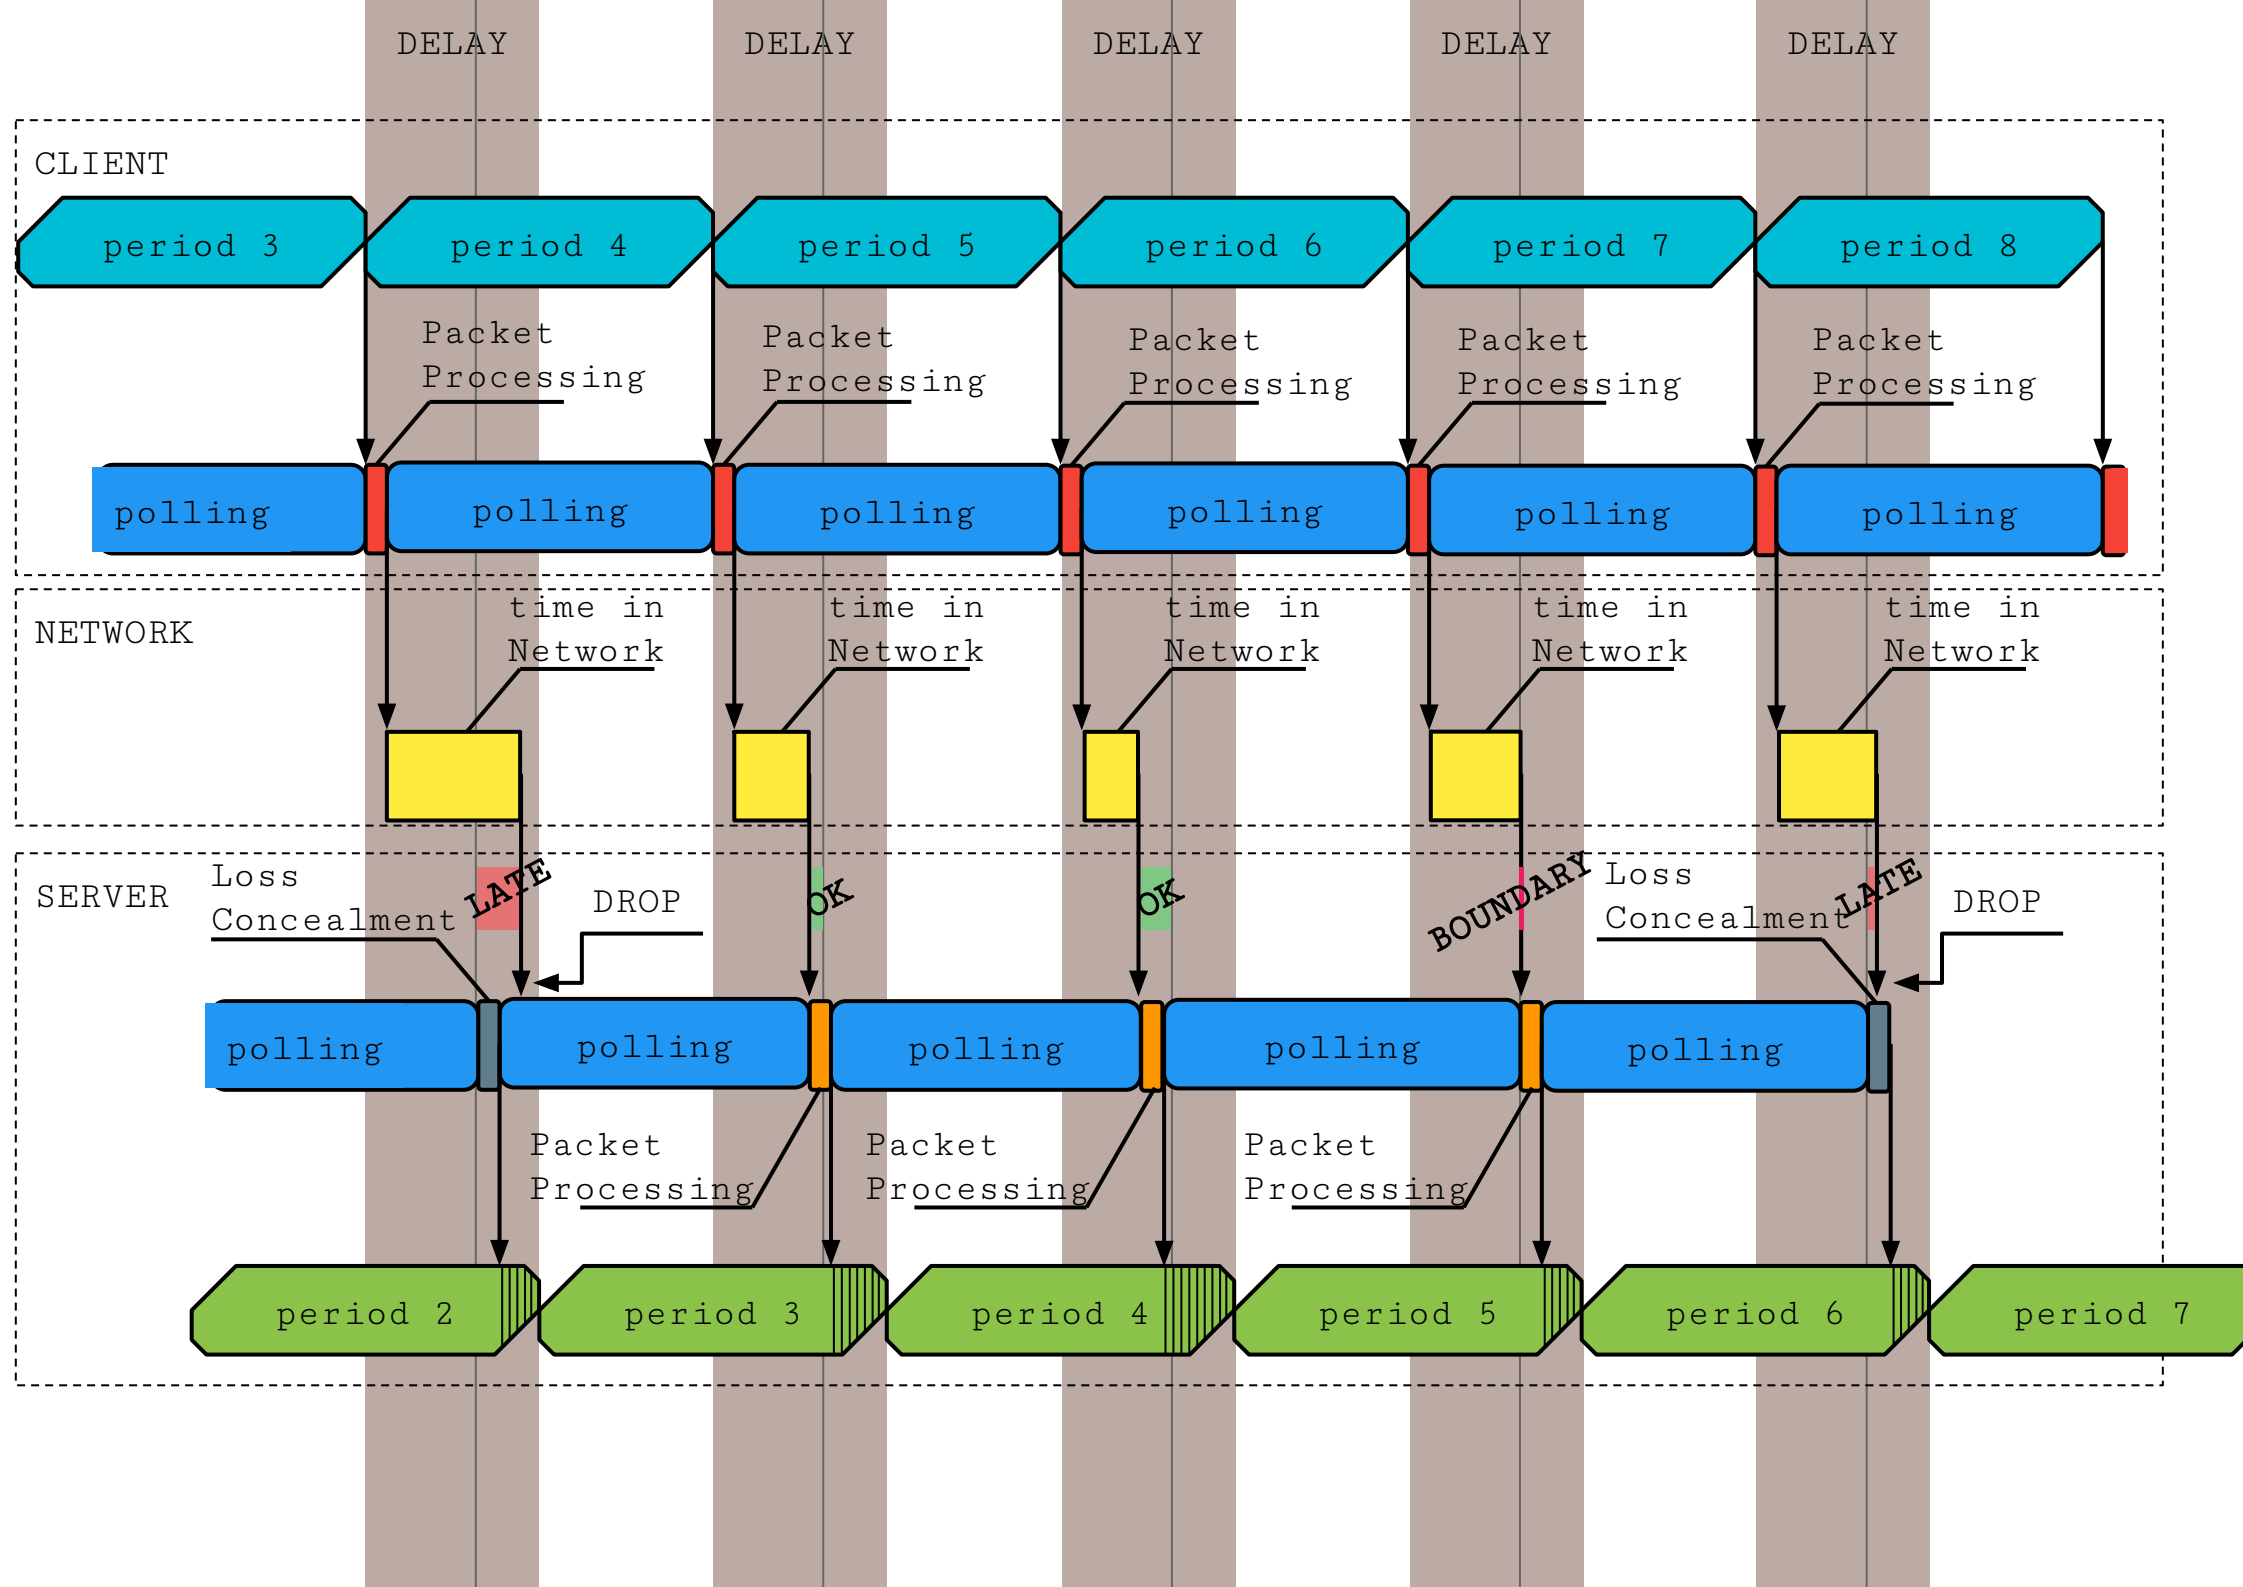 DELAY DELAY DELAY DELAY DELAY
CLIENT
period 3 period 4 period 5 period 6 period 7 period 8
Packet Packet Packet Packet Packet
Processing Processing Processing Processing Processing
polling polling polling polling polling polling
NETWORK
time in time in time in time in time in
Network Network Network Network Network
SERVER
Loss
Concealment
LATE
DROP
OK
OK
BOUNDARY
Loss
Concealment
LATE
DROP
polling polling polling polling polling
Packet Packet Packet
Processing Processing Processing
period 2 period 3 period 4 period 5 period 6 period 7